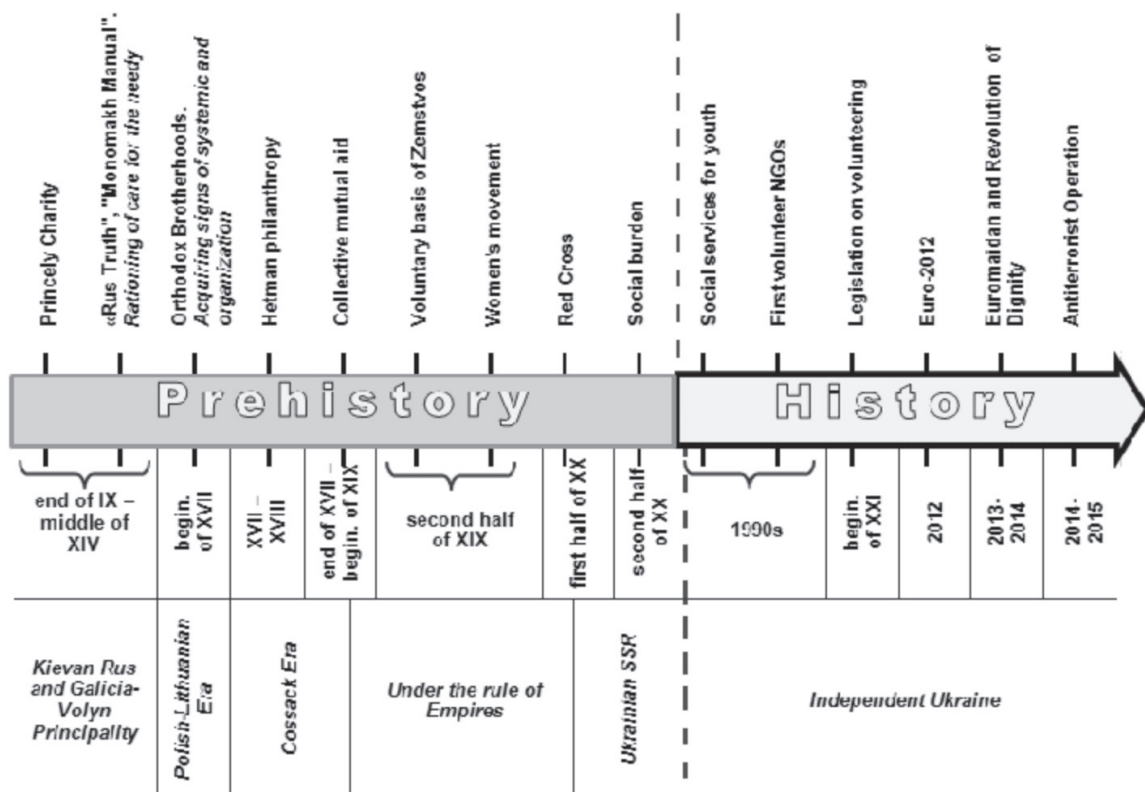 Princely Charity
«Rus Truth", "Monomakh Manual".
Rationing of care for the needy
Orthodox Brotherhoods.
Acquiring signs of systemic and
organization
Hetman philanthropy
Collective mutual aid
Voluntary basis of Zemstvos
Women's movement
Red Cross
Social burden
Social services for youth
First volunteer NGOs
Legislation on volunteering
Euro-2012
Euromaidan and Revolution of
Dignity
Antiterrorist Operation
Prehistory
History
end of IX –
middle of
XIV
begin.
of XVII
XVII –
XVIII
end of XVII –
begin. of XIX
second half
of XIX
first half of XX
second half
of XX
1990s
begin.
of XXI
2012
2013-
2014
2014-
2015
Kievan Rus
and Galicia-
Volyn
Principality
Polish-Lithuanian
Era
Cossack Era
Under the rule of
Empires
Ukrainian SSR
Independent Ukraine